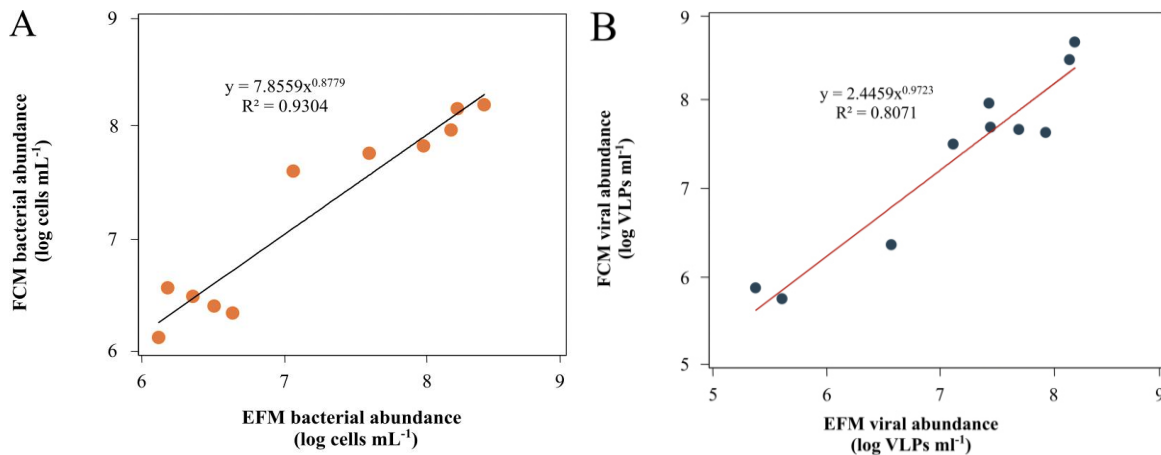 A
9
8
7
6
FCM bacterial abundance
(log cells mL⁻¹)
y = 7.8559x^0.8779
R² = 0.9304
6 7 8 9
EFM bacterial abundance
(log cells mL⁻¹)
B
9
8
7
6
5
FCM viral abundance
(log VLPs ml⁻¹)
y = 2.4459x^0.9723
R² = 0.8071
5 6 7 8 9
EFM viral abundance
(log VLPs ml⁻¹)